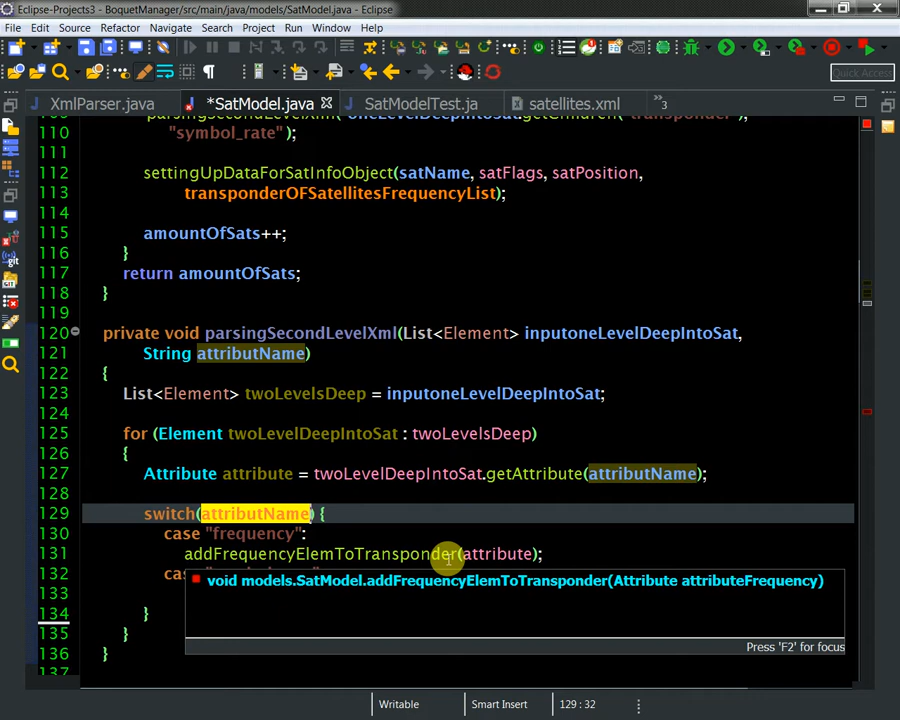 Eclipse-Projects3 - BoquetManager/src/main/java/models/SatModel.java - Eclipse
File Edit Source Refactor Navigate Search Project Run Window Help
Quick Access
XmlParser.java *SatModel.java SatModelTest.ja satellites.xml »3
110 "symbol_rate");
111
112 settingUpDataForSatInfoObject(satName, satFlags, satPosition,
113 transponderOFSatellitesFrequencyList);
114
115 amountOfSats++;
116 }
117 return amountOfSats;
118 }
119
120 private void parsingSecondLevelXml(List<Element> inputoneLevelDeepIntoSat,
121 String attributName)
122 {
123 List<Element> twoLevelsDeep = inputoneLevelDeepIntoSat;
124
125 for (Element twoLevelDeepIntoSat : twoLevelsDeep)
126 {
127 Attribute attribute = twoLevelDeepIntoSat.getAttribute(attributName);
128
129 switch(attributName) {
130 case "frequency":
131 addFrequencyElemToTransponder(attribute);
132 cas
void models.SatModel.addFrequencyElemToTransponder(Attribute attributeFrequency)
134 }
135 }
Press 'F2' for focus
136 }
137
Writable Smart Insert 129 : 32